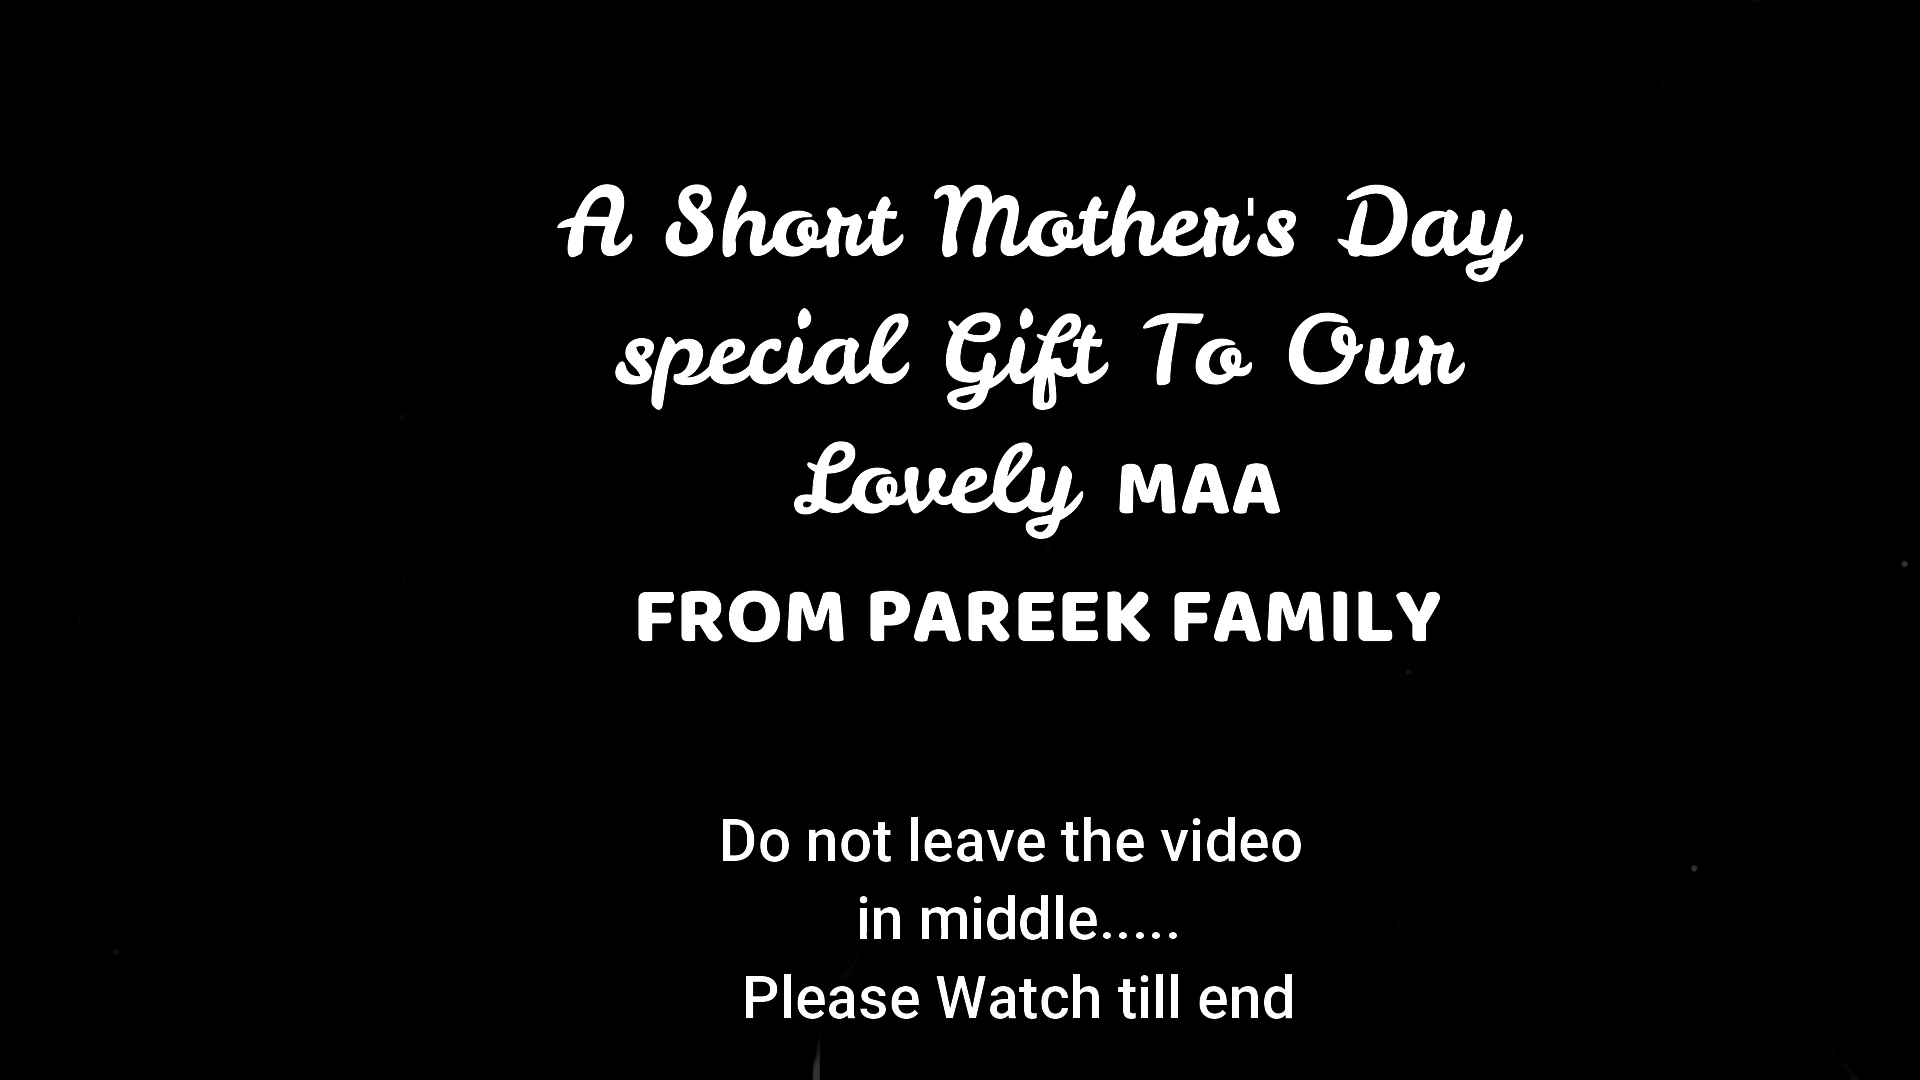 A Short Mother's Day
special Gift To Our
Lovely MAA
FROM PAREEK FAMILY
Do not leave the video
in middle.....
Please Watch till end